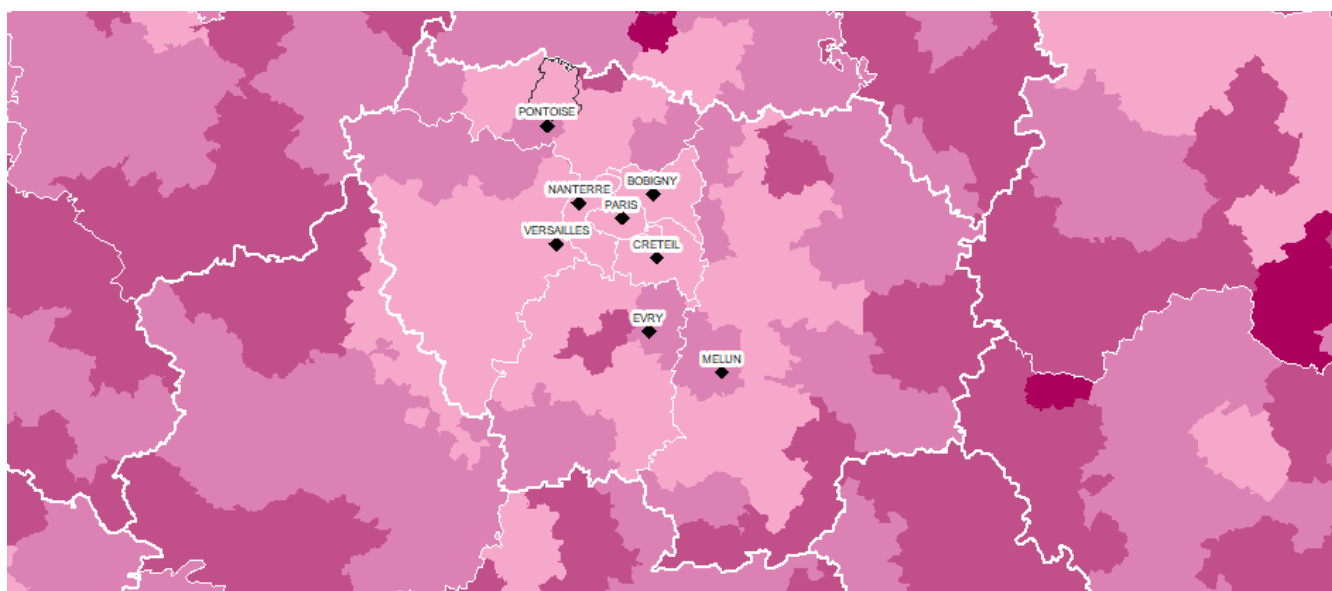 PONTOISE
BOBIGNY
NANTERRE
PARIS
VERSAILLES
CRETEIL
EVRY
MELUN